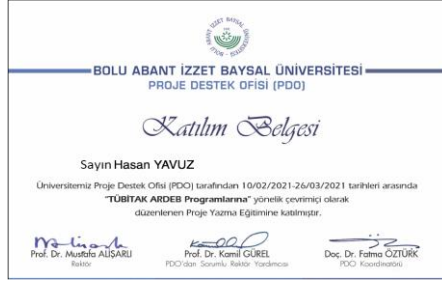 BOLU ABANT İZZET BAYSAL ÜNİVERSİTESİ
PROJE DESTEK OFİSİ (PDO)
Katılım Belgesi
Sayın Hasan YAVUZ
Üniversitemiz Proje Destek Ofisi (PDO) tarafından 10/02/2021-26/03/2021 tarihleri arasında
"TÜBİTAK ARDEB Programlarına" yönelik çevrimiçi olarak
düzenlenen Proje Yazma Eğitimine katılmıştır.
Prof. Dr. Mustafa ALİŞARLI
Rektör
Prof. Dr. Kamil GÜREL
PDO'dan Sorumlu Rektör Yardımcısı
Doç. Dr. Fatma ÖZTÜRK
PDO Koordinatörü